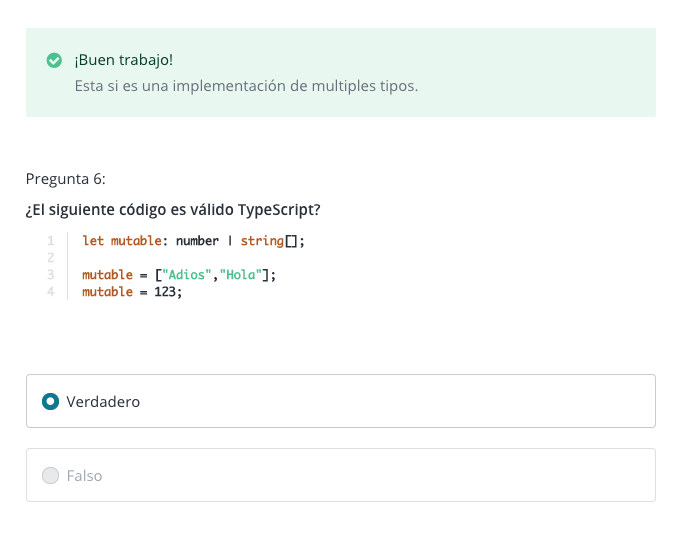 ¡Buen trabajo!
Esta si es una implementación de multiples tipos.
Pregunta 6:
¿El siguiente código es válido TypeScript?
1 let mutable: number | string[];
2
3 mutable = ["Adios","Hola"];
4 mutable = 123;
Verdadero
Falso